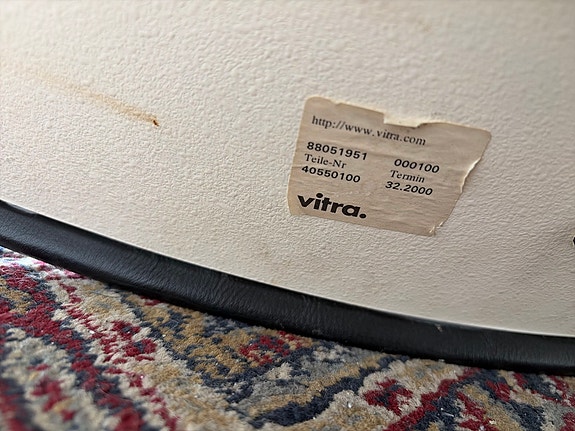 http://www.vitra.com
88051951 000100
Teile-Nr Termin
40550100 32.2000
vitra.